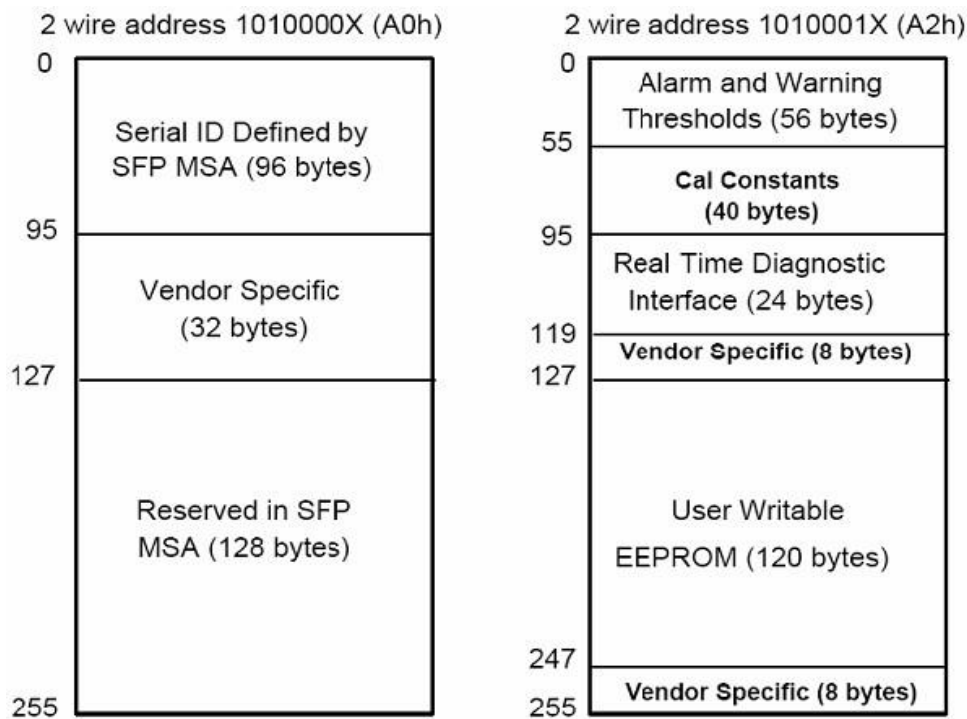 2 wire address 1010000X (A0h)
0
Serial ID Defined by
SFP MSA (96 bytes)
95
Vendor Specific
(32 bytes)
127
Reserved in SFP
MSA (128 bytes)
255
2 wire address 1010001X (A2h)
0
Alarm and Warning
Thresholds (56 bytes)
55
Cal Constants
(40 bytes)
95
Real Time Diagnostic
Interface (24 bytes)
119
Vendor Specific (8 bytes)
127
User Writable
EEPROM (120 bytes)
247
Vendor Specific (8 bytes)
255